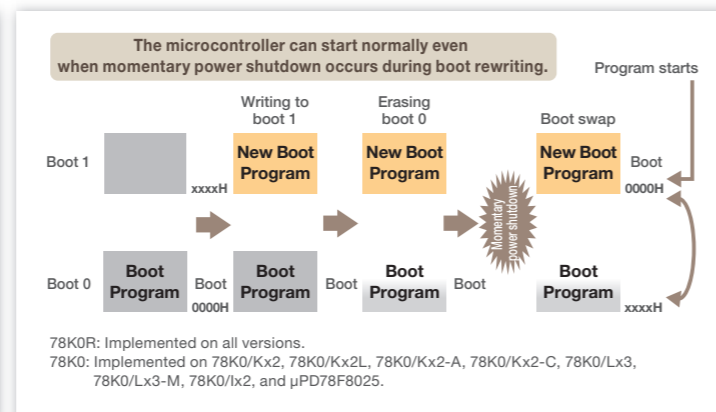 The microcontroller can start normally even
when momentary power shutdown occurs during boot rewriting.
Program starts
Writing to
boot 1
Erasing
boot 0
Boot swap
Boot 1
xxxxH
New Boot
Program
New Boot
Program
New Boot
Program
Boot
0000H
Momentary
power shutdown
Boot 0
Boot
Program
Boot
0000H
Boot
Program
Boot
Boot
Program
Boot
Boot
Program
xxxxH
78K0R: Implemented on all versions.
78K0: Implemented on 78K0/Kx2, 78K0/Kx2L, 78K0/Kx2-A, 78K0/Kx2-C, 78K0/Lx3,
78K0/Lx3-M, 78K0/Ix2, and µPD78F8025.